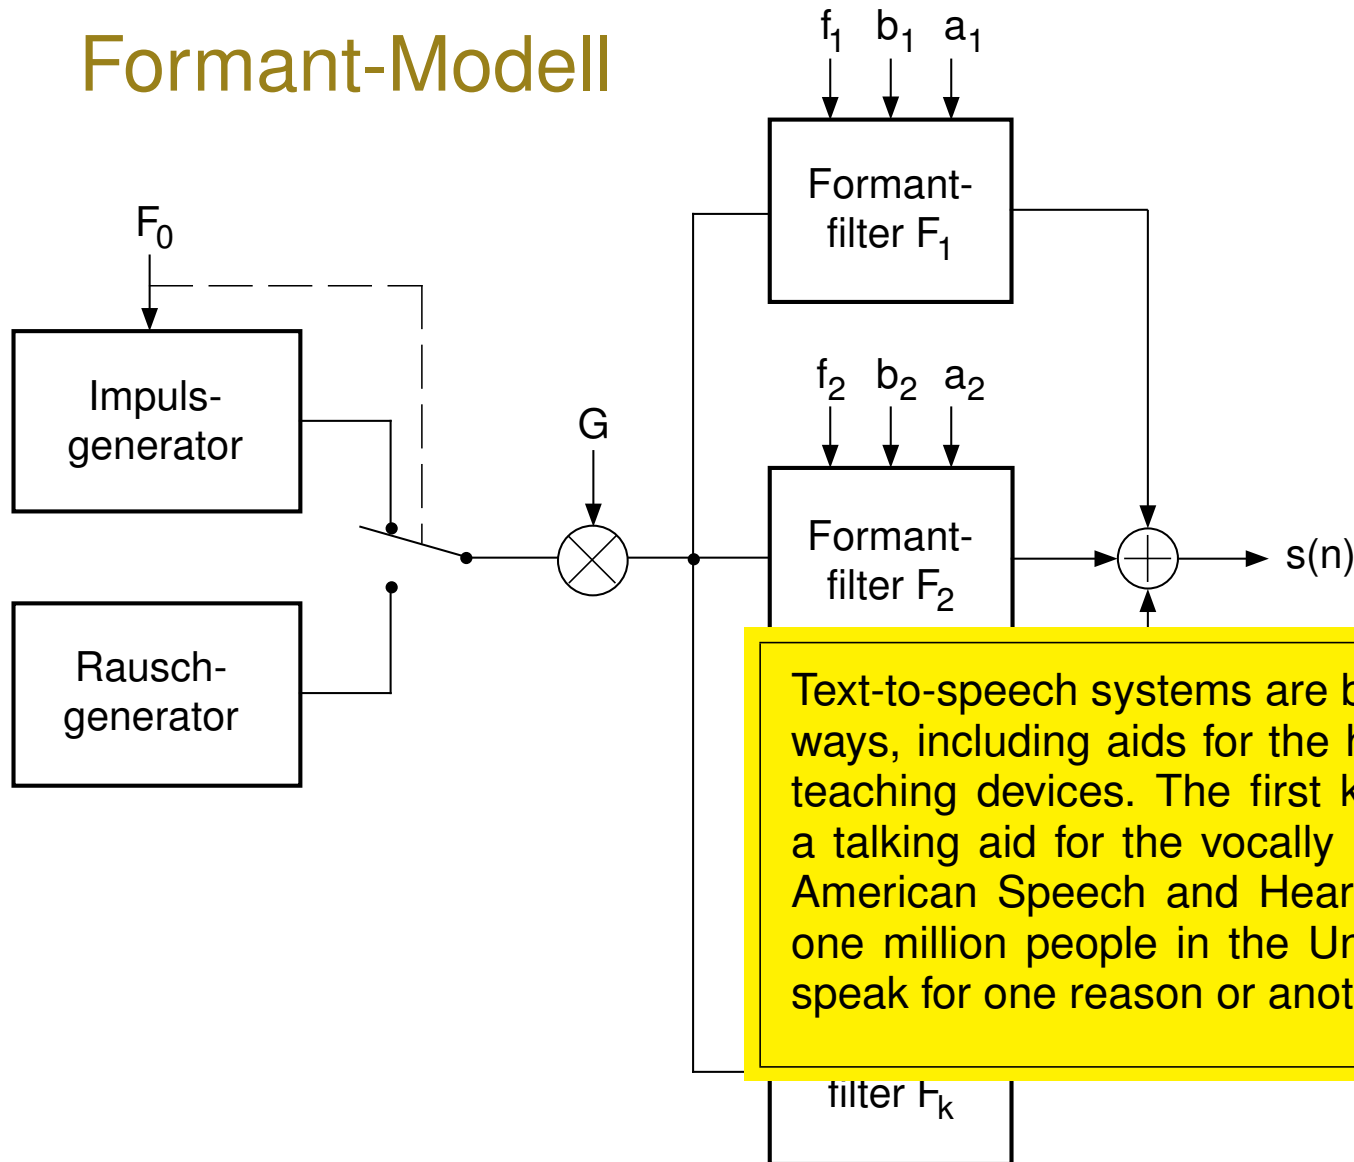 Formant-Modell
f1 b1 a1
Formant-
filter F1
F0
Impuls-
generator
f2 b2 a2
G
Formant-
filter F2
s(n)
Rausch-
generator
Text-to-speech systems are
ways, including aids for the
teaching devices. The first
a talking aid for the vocally
American Speech and
one million people in the
speak for one reason or
filter Fk